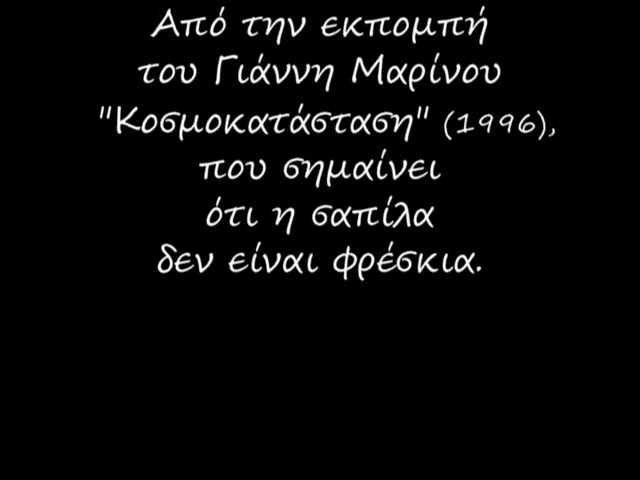 Από την εκπομπή
του Γιάννη Μαρίνου
"Κοσμοκατάσταση" (1996),
που σημαίνει
ότι η σαπίλα
δεν είναι φρέσκια.